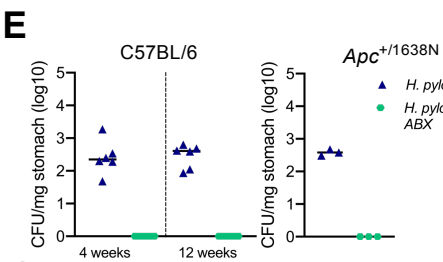 E
C57BL/6
Apc+/1638N
CFU/mg stomach (log10)
5
4
3
2
1
0
4 weeks
12 weeks
CFU/mg stomach (log10)
5
4
3
2
1
0
H. pylo
H. pylo
ABX